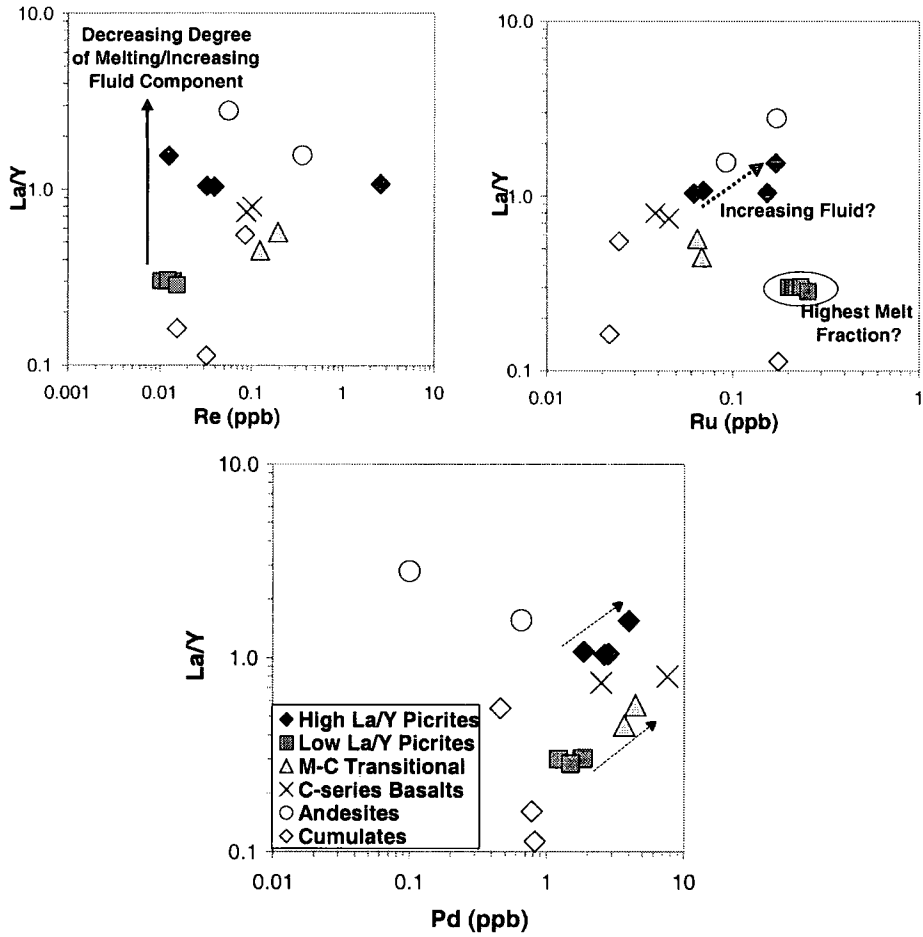 10.0
Decreasing Degree
of Melting/Increasing
Fluid Component
La/Y
1.0
0.1
0.001
0.01
0.1
1
10
Re (ppb)
10.0
La/Y
1.0
Increasing Fluid?
Highest Melt
Fraction?
0.1
0.01
0.1
1
Ru (ppb)
10.0
La/Y
1.0
High La/Y Picrites
Low La/Y Picrites
M-C Transitional
C-series Basalts
Andesites
Cumulates
0.1
0.01
0.1
1
10
Pd (ppb)